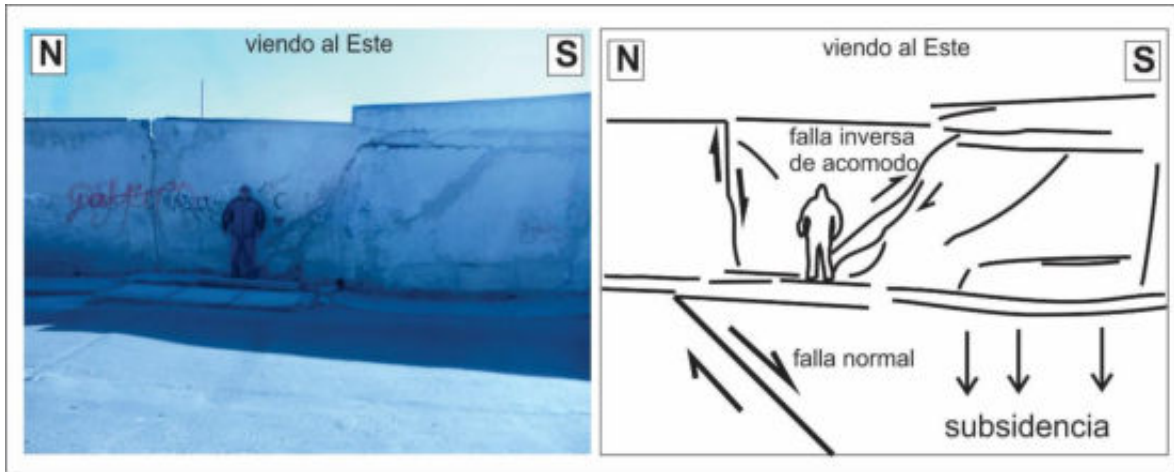 N
viendo al Este
S
N
viendo al Este
S
falla inversa
de acomodo
falla normal
subsidencia